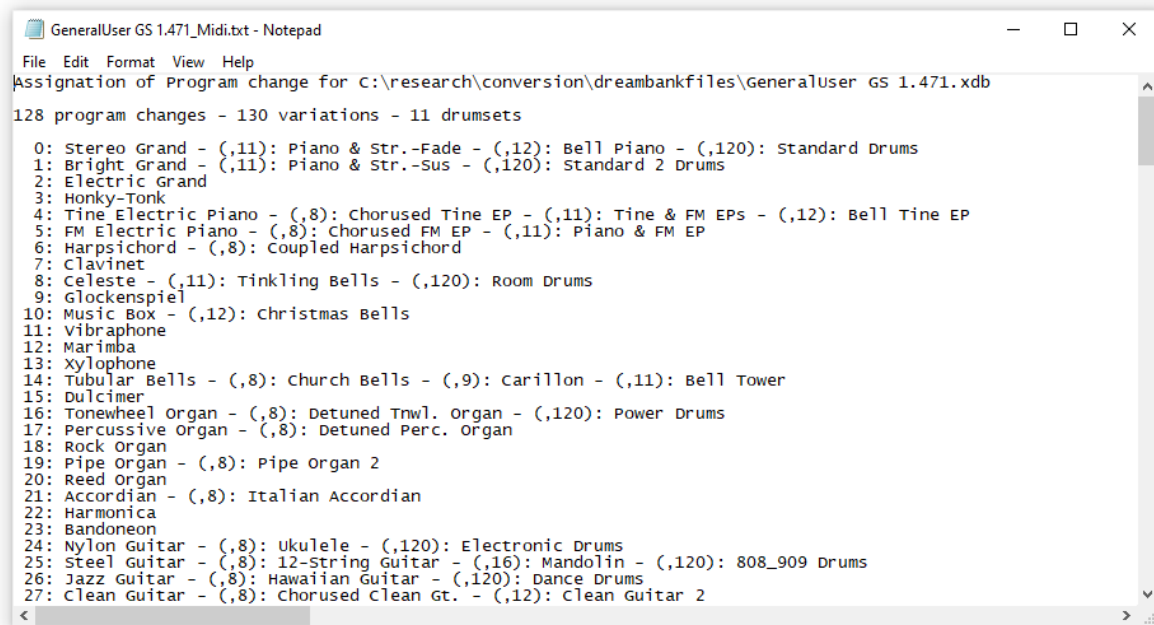 GeneralUser GS 1.471_Midi.txt - Notepad
File Edit Format View Help
Assignation of Program change for C:\research\conversion\dreambankfiles\GeneralUser GS 1.471.xdb
128 program changes - 130 variations - 11 drumsets
0: Stereo Grand - (,11): Piano & Str.-Fade - (,12): Bell Piano - (,120): Standard Drums
1: Bright Grand - (,11): Piano & Str.-Sus - (,120): Standard 2 Drums
2: Electric Grand
3: Honky-Tonk
4: Tine Electric Piano - (,8): Chorused Tine EP - (,11): Tine & FM EPs - (,12): Bell Tine EP
5: FM Electric Piano - (,8): Chorused FM EP - (,11): Piano & FM EP
6: Harpsichord - (,8): Coupled Harpsichord
7: Clavinet
8: Celeste - (,11): Tinkling Bells - (,120): Room Drums
9: Glockenspiel
10: Music Box - (,12): Christmas Bells
11: Vibraphone
12: Marimba
13: Xylophone
14: Tubular Bells - (,8): Church Bells - (,9): Carillon - (,11): Bell Tower
15: Dulcimer
16: Tonewheel Organ - (,8): Detuned Tnwl. Organ - (,120): Power Drums
17: Percussive Organ - (,8): Detuned Perc. Organ
18: Rock Organ
19: Pipe Organ - (,8): Pipe Organ 2
20: Reed Organ
21: Accordian - (,8): Italian Accordian
22: Harmonica
23: Bandoneon
24: Nylon Guitar - (,8): Ukulele - (,120): Electronic Drums
25: Steel Guitar - (,8): 12-String Guitar - (,16): Mandolin - (,120): 808_909 Drums
26: Jazz Guitar - (,8): Hawaiian Guitar - (,120): Dance Drums
27: Clean Guitar - (,8): Chorused Clean Gt. - (,12): Clean Guitar 2